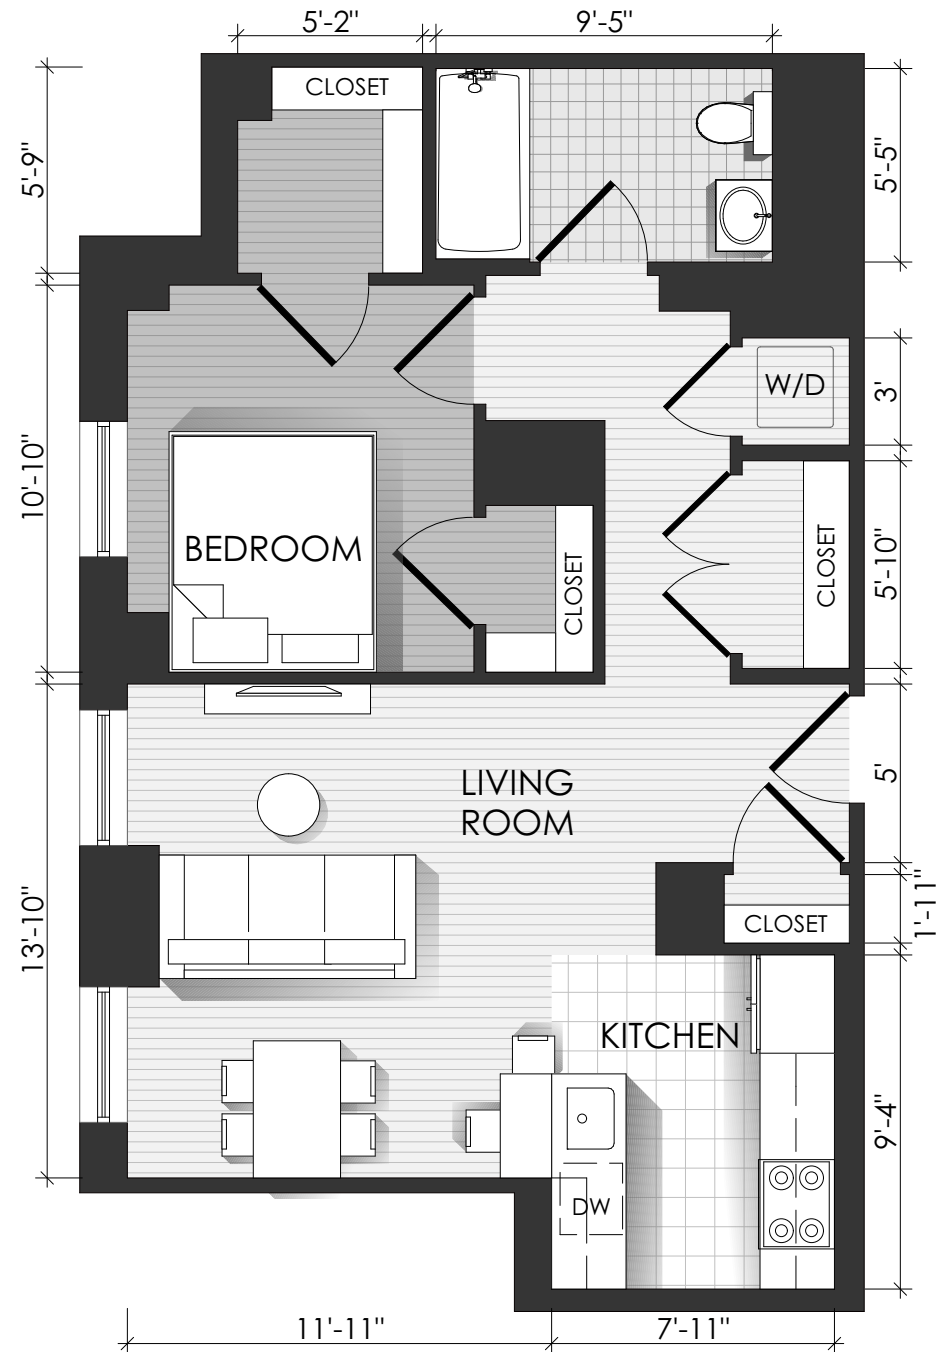 5'-2"
9'-5"
CLOSET
5'-9"
5'-5"
W/D
3'
10'-10"
BEDROOM
CLOSET
CLOSET
5'-10"
LIVING
ROOM
5'
13'-10"
CLOSET
1'-11"
KITCHEN
9'-4"
DW
11'-11"
7'-11"